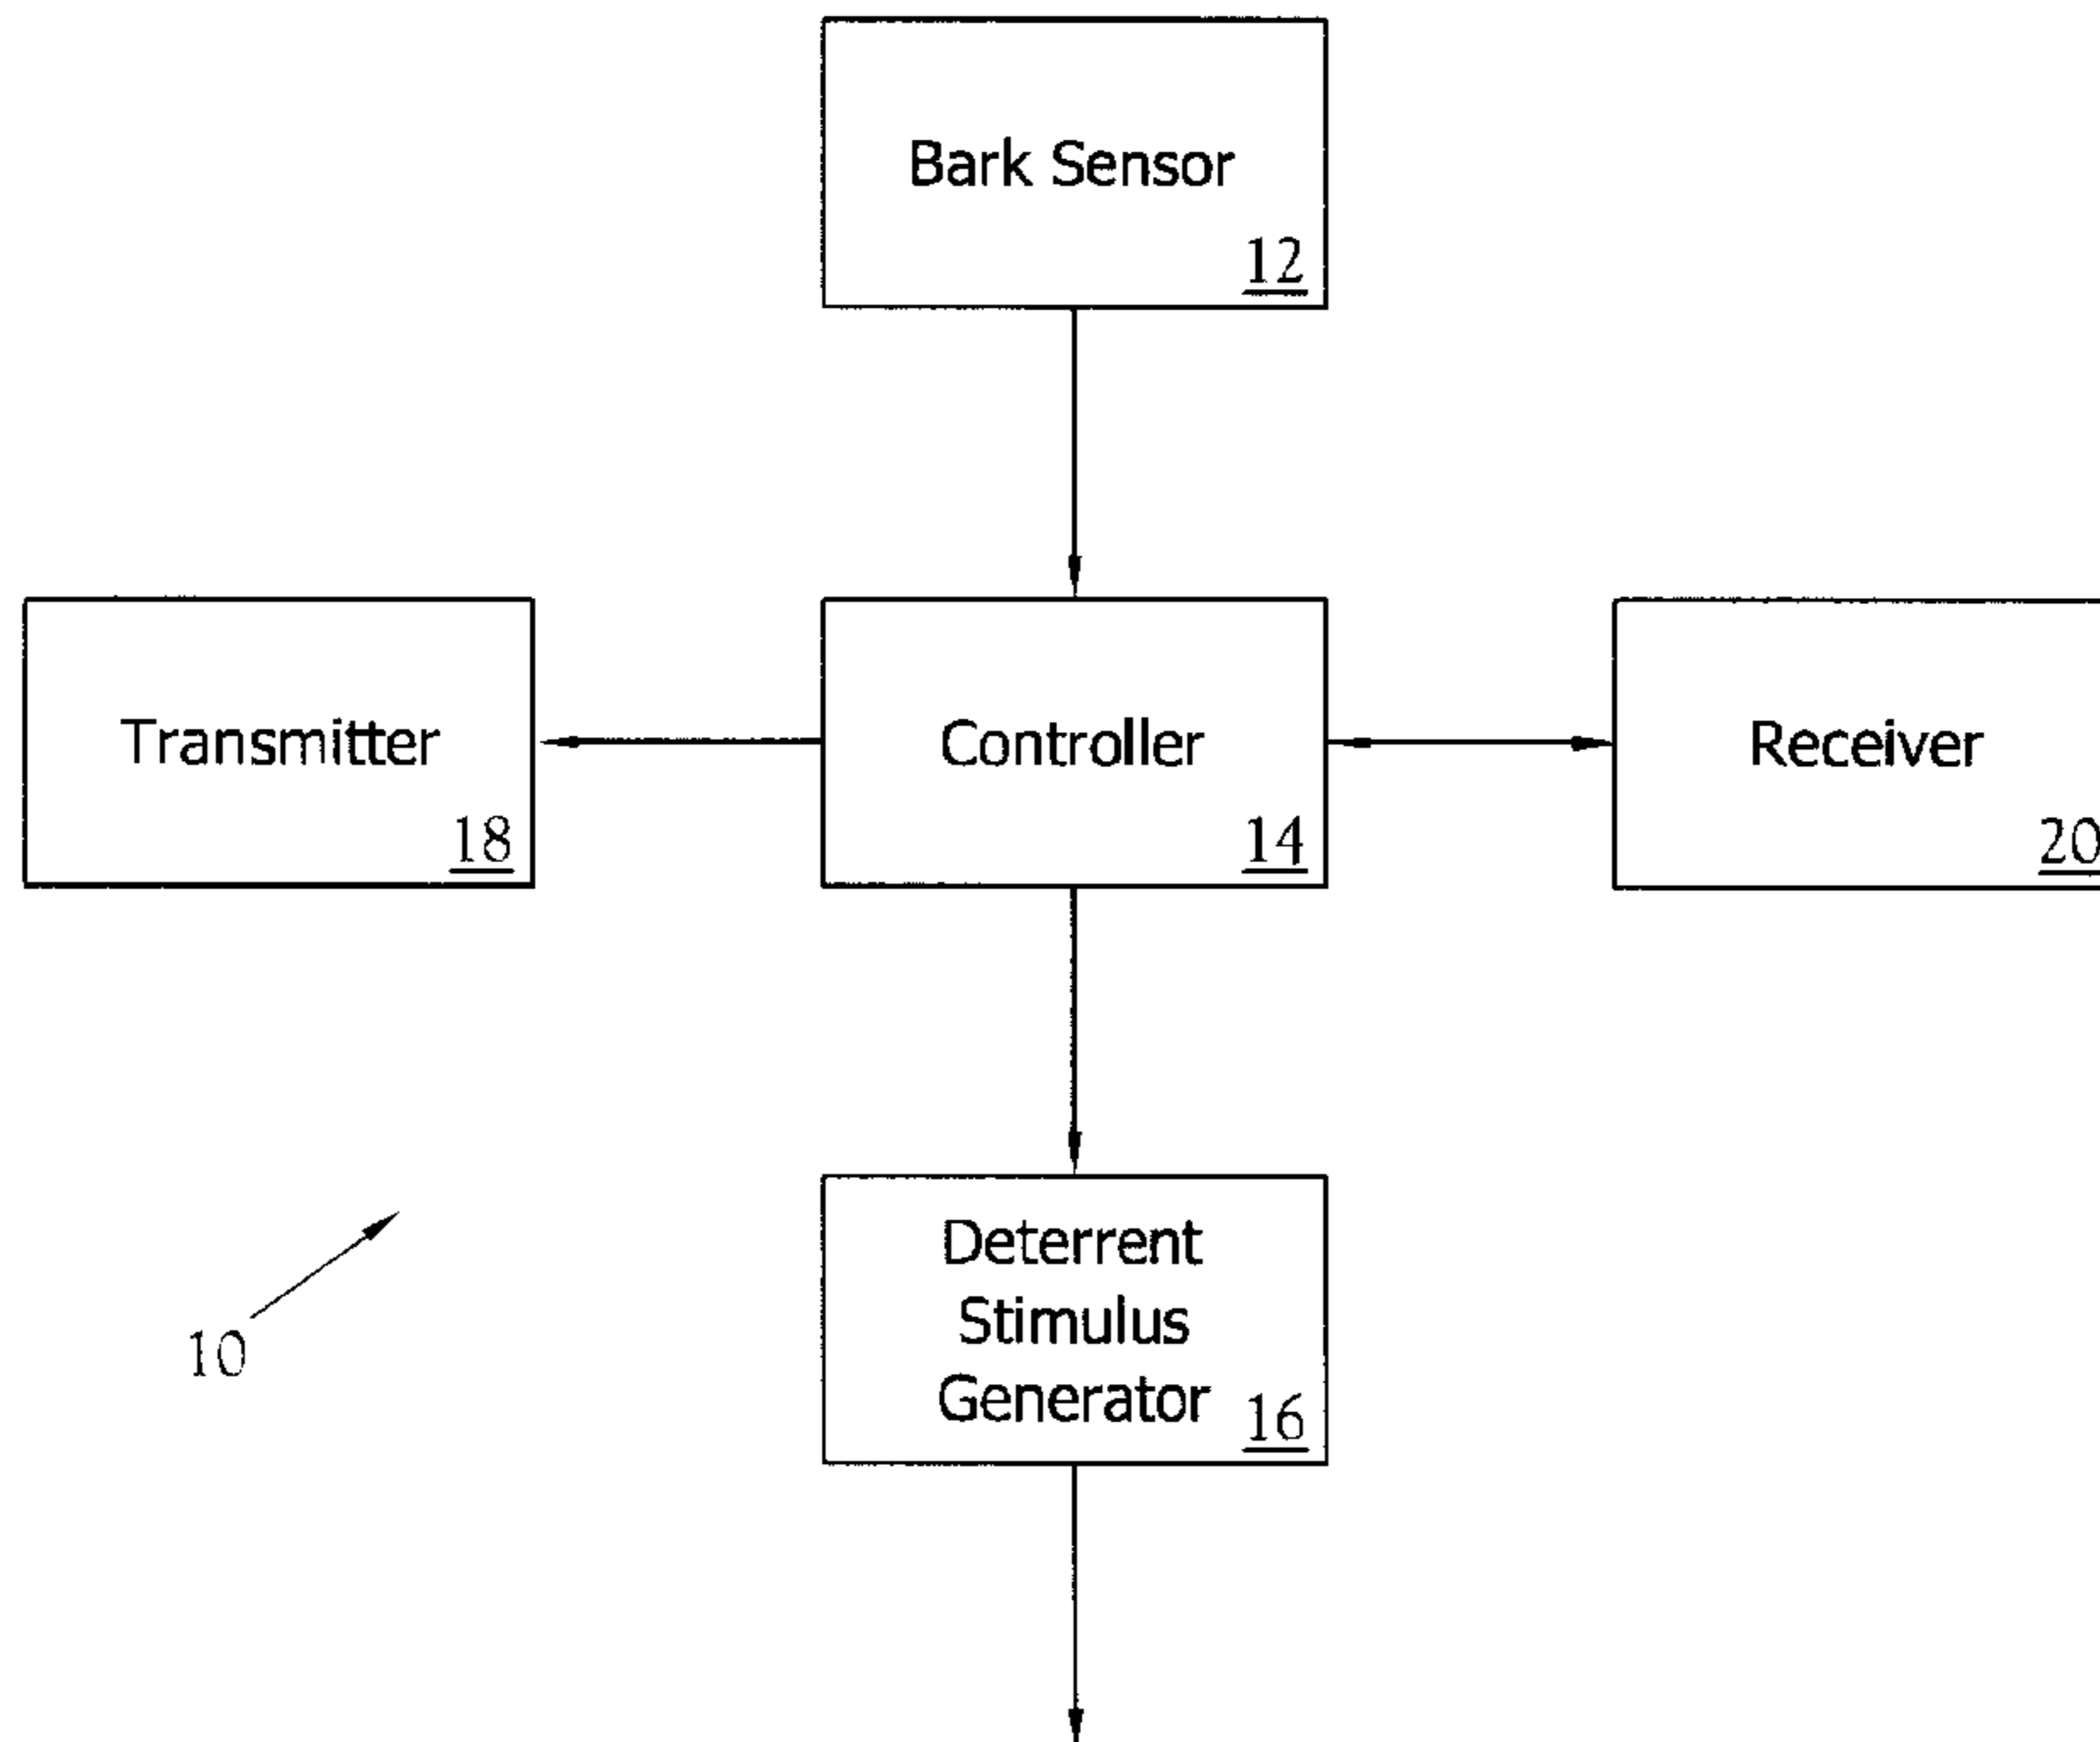 Bark Sensor
12
Transmitter
18
Controller
14
Receiver
20
Deterrent
Stimulus
Generator
16
10